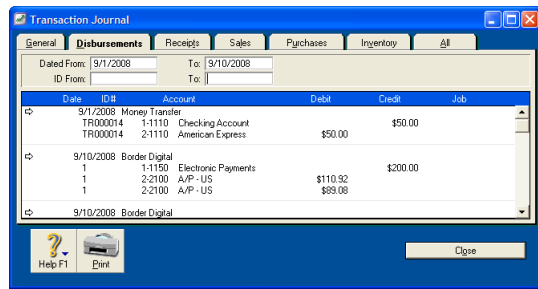 Transaction Journal
General Disbursements Receipts Sales Purchases Inventory All
Dated From: 9/1/2008 To: 9/10/2008
ID From: To:
Date ID# Account Debit Credit Job
9/1/2008 Money Transfer
TR000014 1-1110 Checking Account $50.00
TR000014 2-1110 American Express $50.00
9/10/2008 Border Digital
1 1-1150 Electronic Payments $200.00
1 2-2100 A/P - US $110.92
1 2-2100 A/P - US $89.08
9/10/2008 Border Digital
Help F1 Print Close